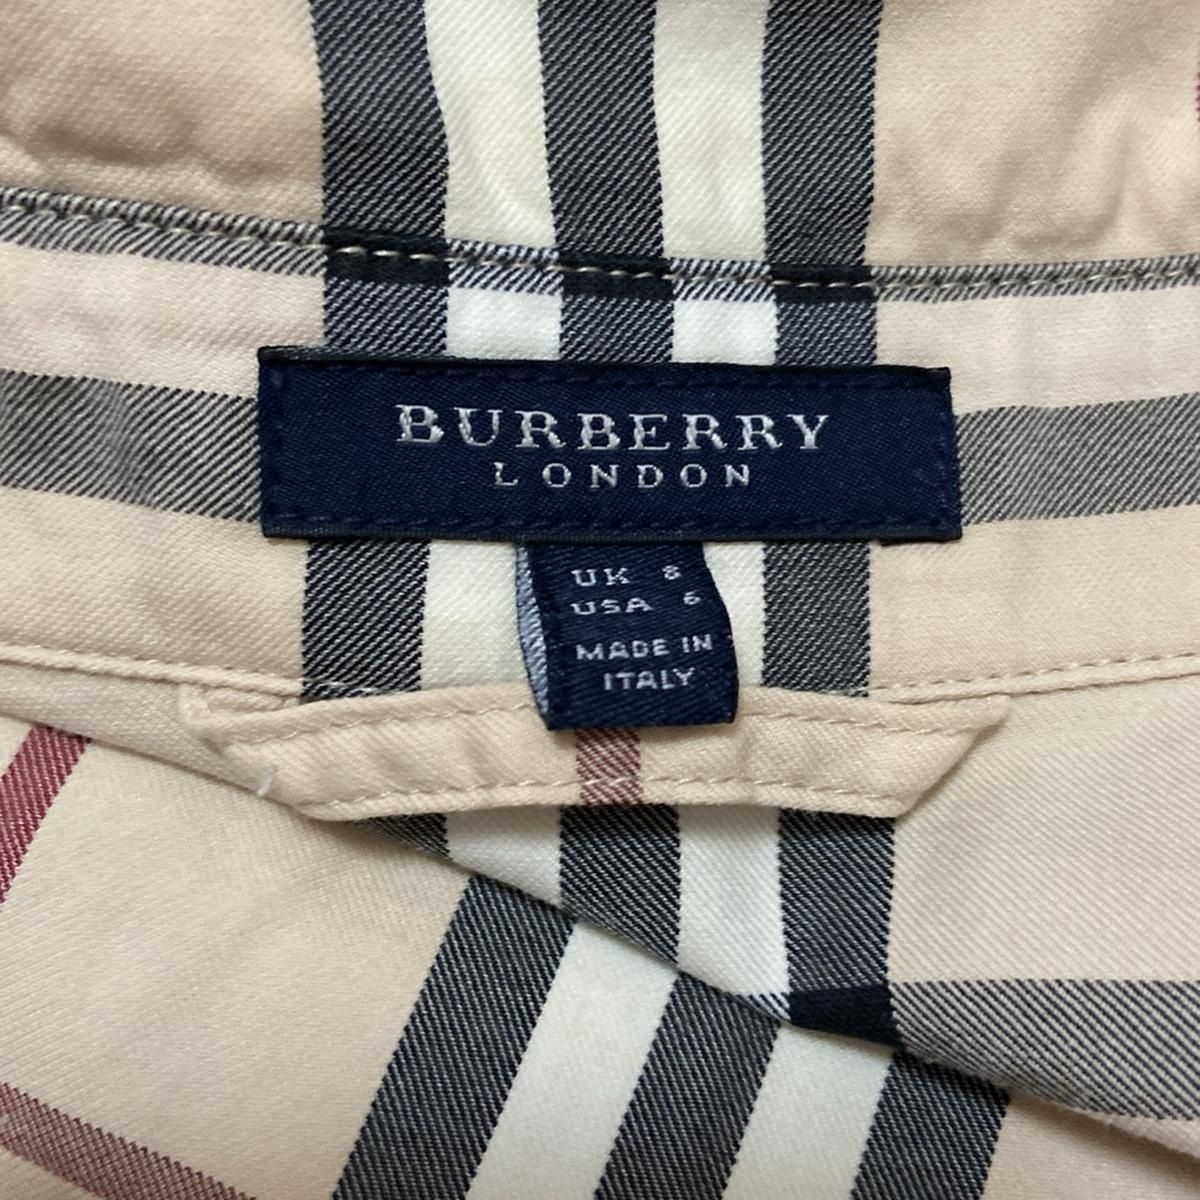 BURBERRY
LONDON
UK 8
USA 6
MADE IN
ITALY